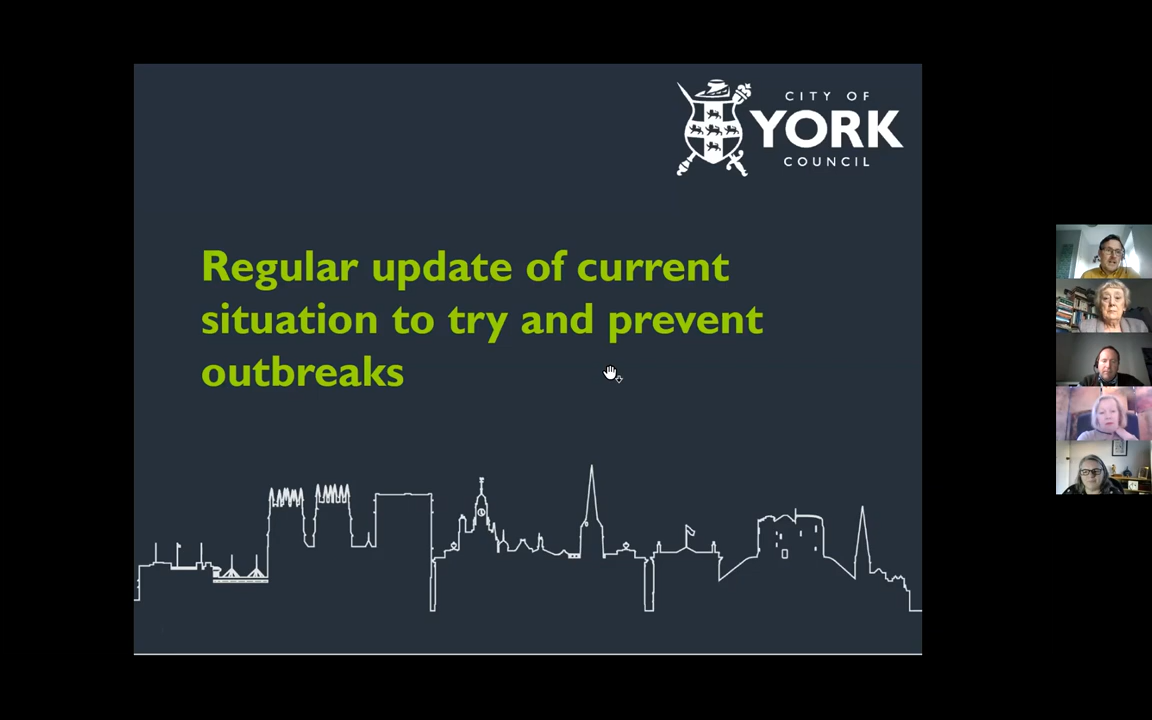 CITY OF
YORK
COUNCIL
Regular update of current
situation to try and prevent
outbreaks